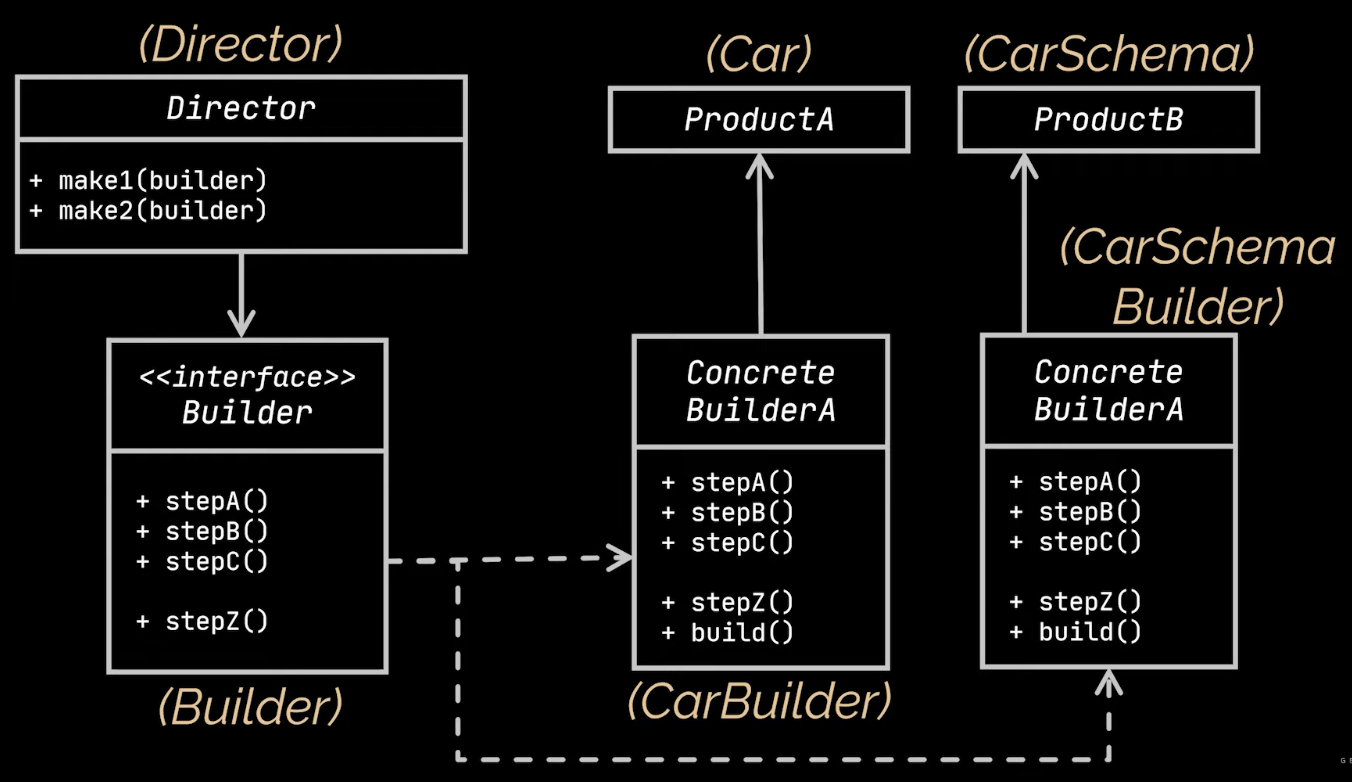 (Director)
Director
+ make1(builder)
+ make2(builder)
<<interface>>
Builder
+ stepA()
+ stepB()
+ stepC()
+ stepZ()
(Builder)
(Car)
ProductA
Concrete
BuilderA
+ stepA()
+ stepB()
+ stepC()
+ stepZ()
+ build()
(CarBuilder)
(CarSchema)
ProductB
(CarSchema
Builder)
Concrete
BuilderA
+ stepA()
+ stepB()
+ stepC()
+ stepZ()
+ build()